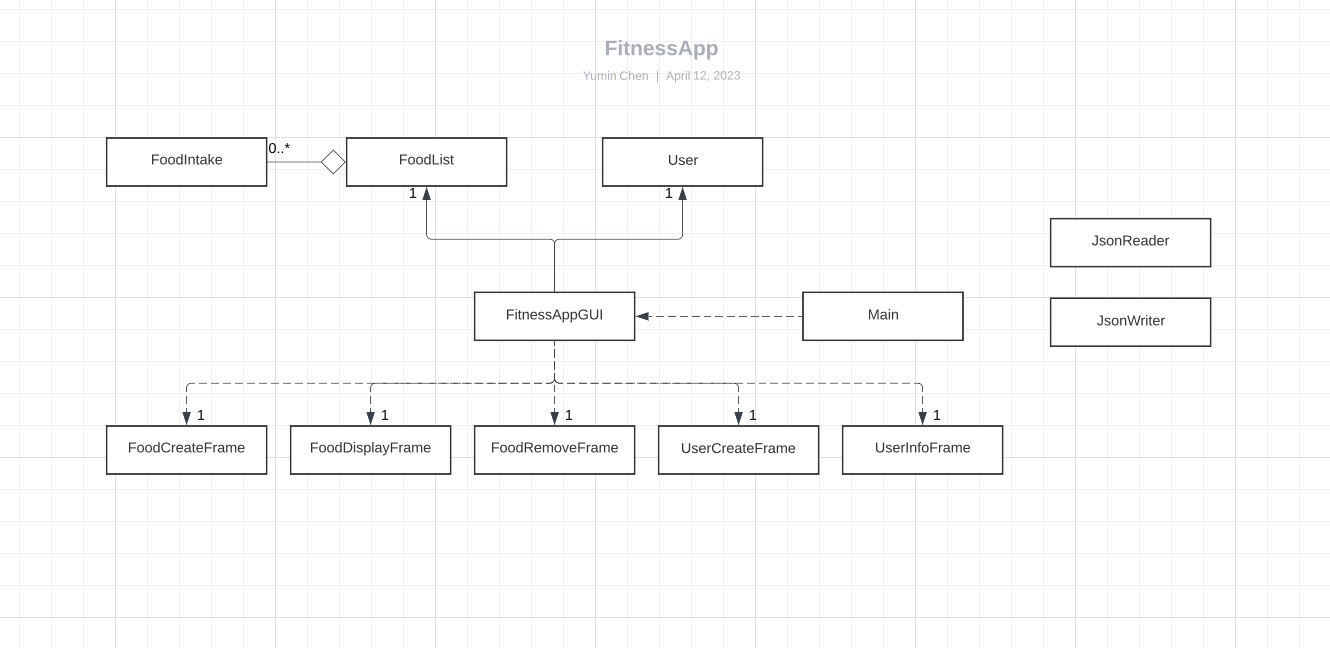 FitnessApp
Yumin Chen | April 12, 2023
FoodIntake
0..*
FoodList
User
1
1
JsonReader
FitnessAppGUI
Main
JsonWriter
1
1
1
1
1
FoodCreateFrame
FoodDisplayFrame
FoodRemoveFrame
UserCreateFrame
UserInfoFrame